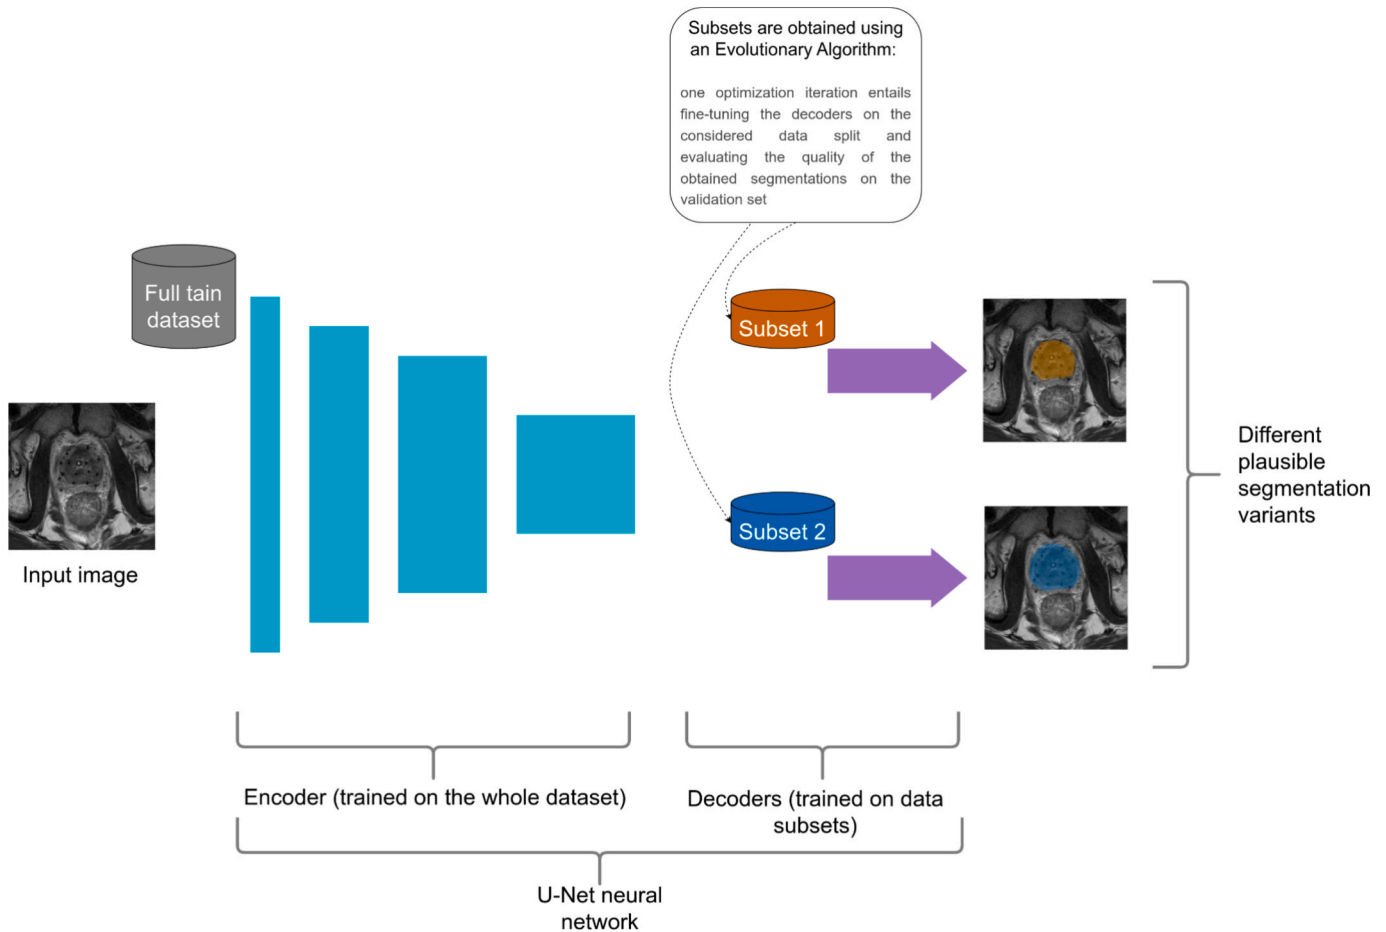 Subsets are obtained using
an Evolutionary Algorithm:
one optimization iteration entails
fine-tuning the decoders on the
considered data split and
evaluating the quality of the
obtained segmentations on the
validation set
Full tain
dataset
Input image
Subset 1
Subset 2
Different
plausible
segmentation
variants
Encoder (trained on the whole dataset)
Decoders (trained on data
subsets)
U-Net neural
network